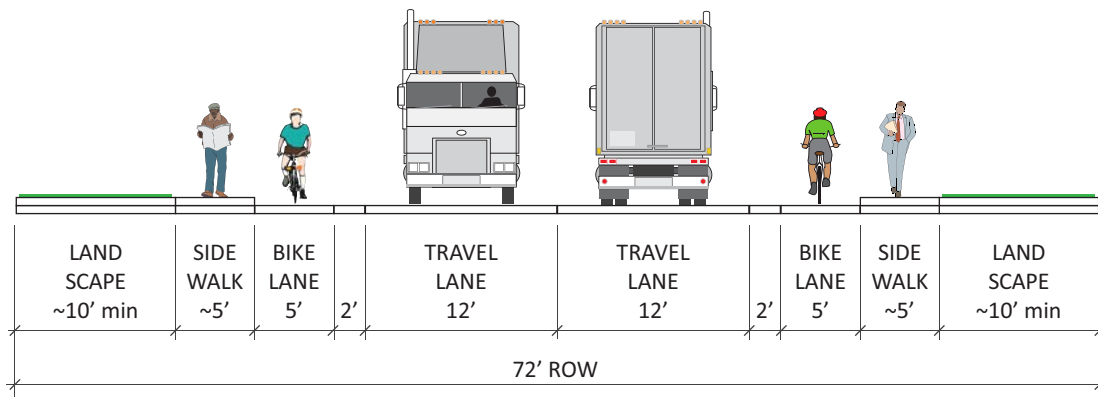 LAND
SCAPE
~10’ min
SIDE
WALK
~5’
BIKE
LANE
5’
2’
TRAVEL
LANE
12’
TRAVEL
LANE
12’
2’
BIKE
LANE
5’
SIDE
WALK
~5’
LAND
SCAPE
~10’ min
72’ ROW